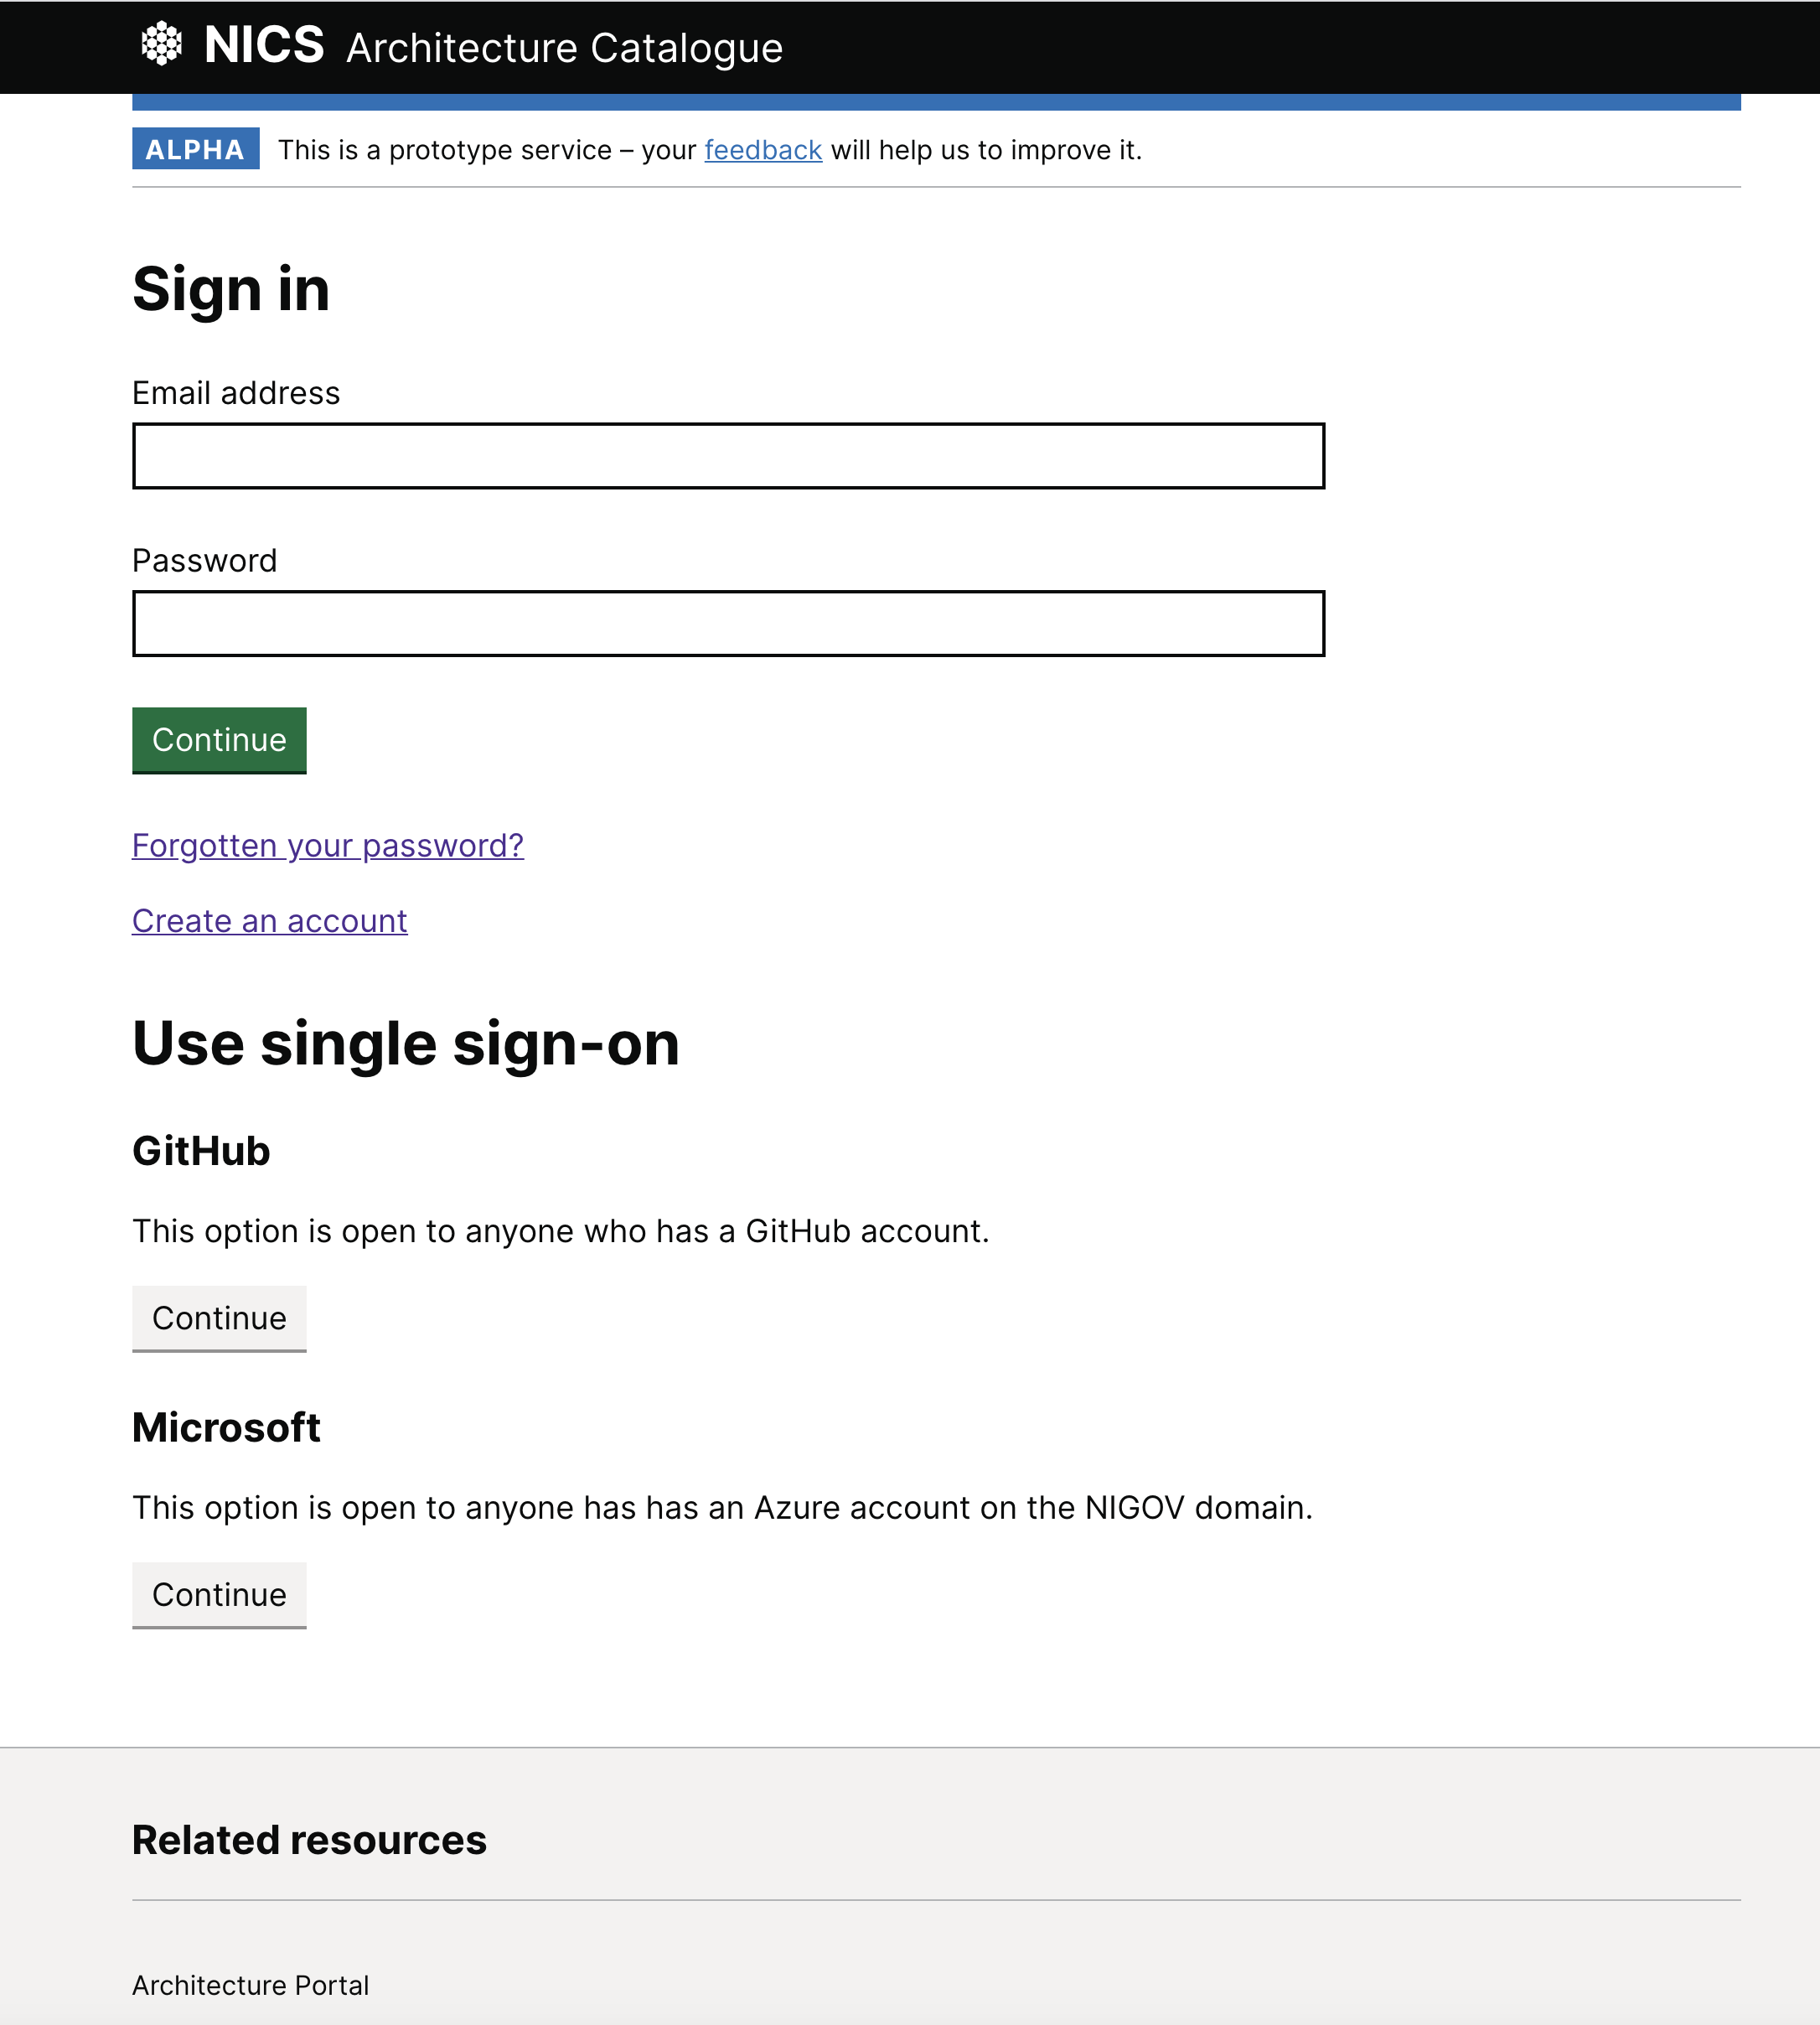 NICS Architecture Catalogue
ALPHA This is a prototype service – your feedback will help us to improve it.
Sign in
Email address
Password
Continue
Forgotten your password?
Create an account
Use single sign-on
GitHub
This option is open to anyone who has a GitHub account.
Continue
Microsoft
This option is open to anyone has has an Azure account on the NIGOV domain.
Continue
Related resources
Architecture Portal